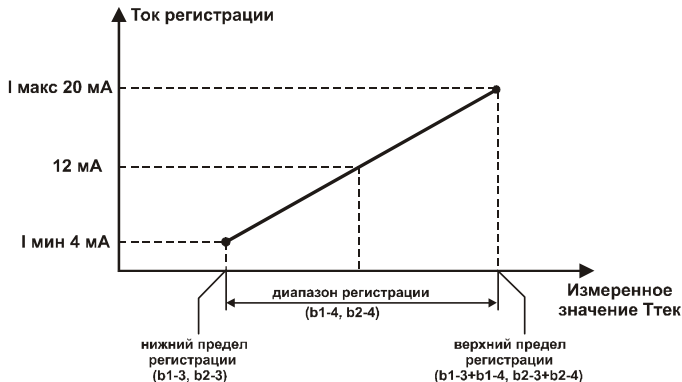 Ток регистрации
I макс 20 мА
12 мА
I мин 4 мА
диапазон регистрации
(b1-4, b2-4)
Измеренное
значение Ттек
нижний предел
регистрации
(b1-3, b2-3)
верхний предел
регистрации
(b1-3+b1-4, b2-3+b2-4)